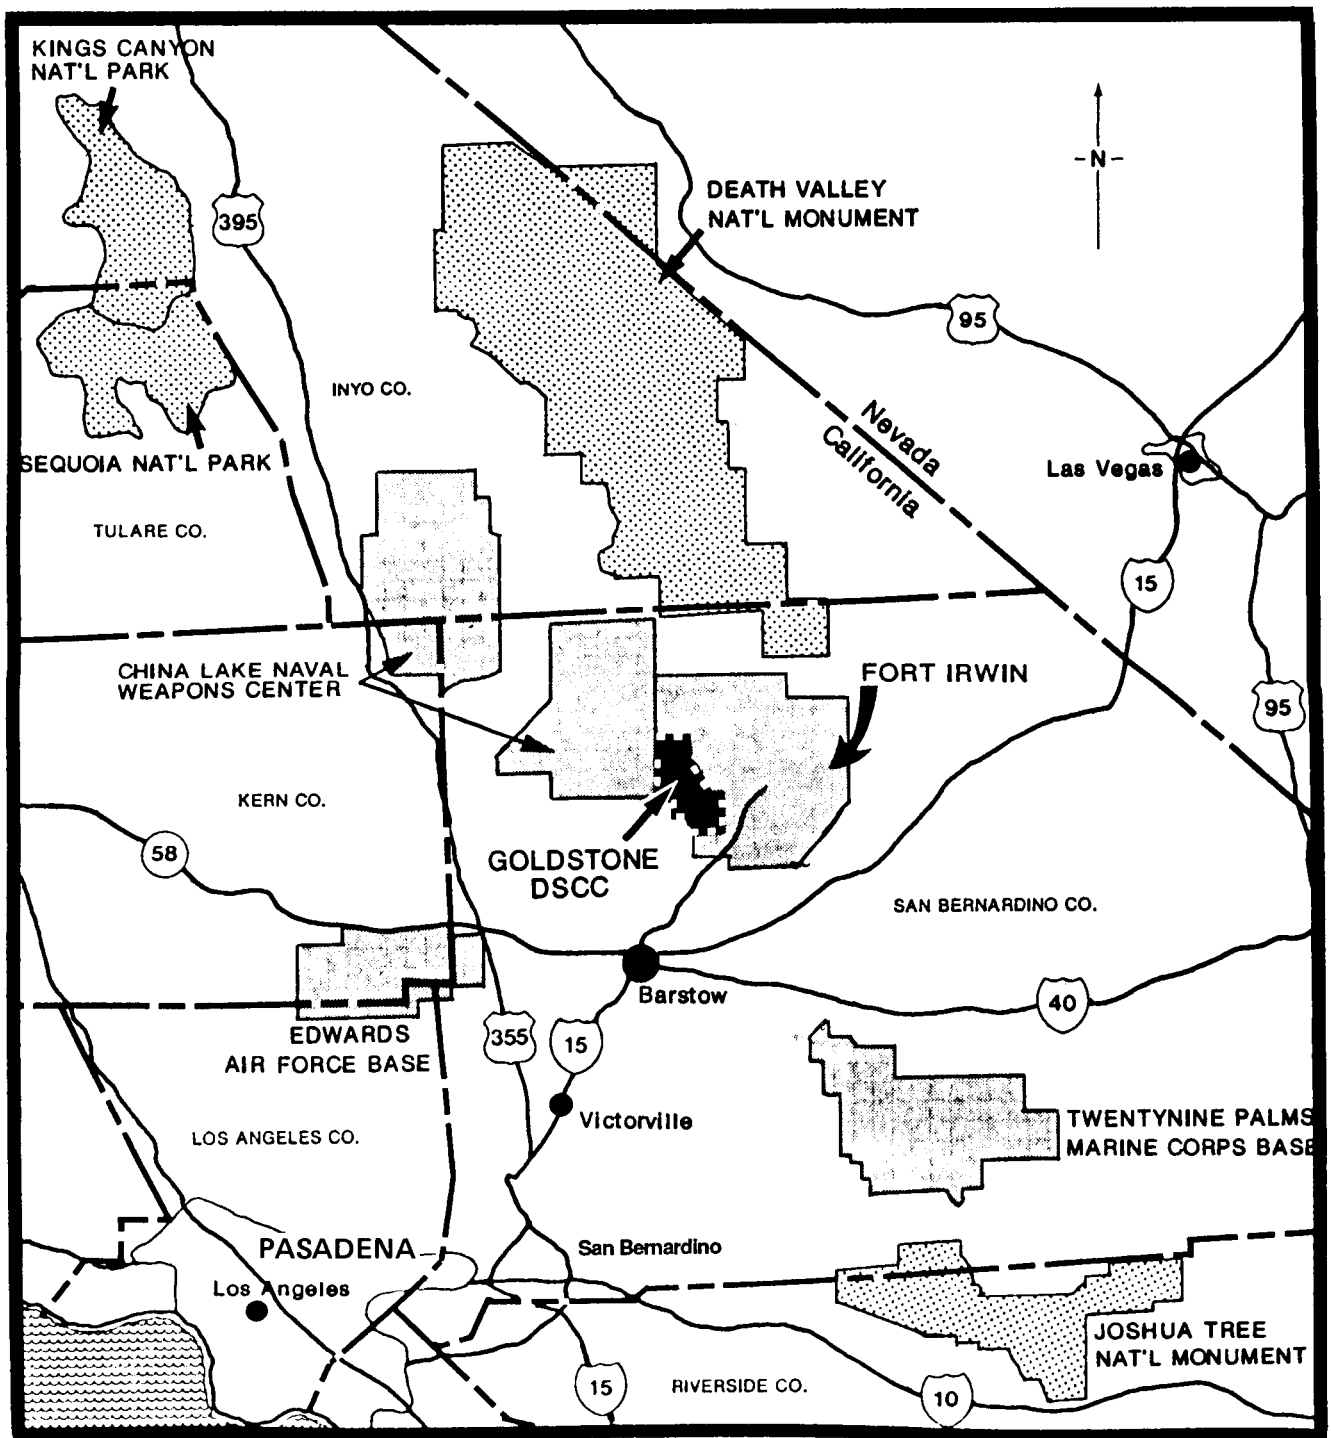 KINGS CANYON
NAT'L PARK
-N-
DEATH VALLEY
NAT'L MONUMENT
395
95
INYO CO.
Nevada
California
SEQUOIA NAT'L PARK
Las Vegas
TULARE CO.
15
CHINA LAKE NAVAL
WEAPONS CENTER
FORT IRWIN
95
KERN CO.
58
GOLDSTONE
DSCC
SAN BERNARDINO CO.
Barstow
40
EDWARDS
AIR FORCE BASE
355
15
Victorville
TWENTYNINE PALMS
MARINE CORPS BASE
LOS ANGELES CO.
PASADENA
San Bernardino
Los Angeles
JOSHUA TREE
NAT'L MONUMENT
15
RIVERSIDE CO.
10